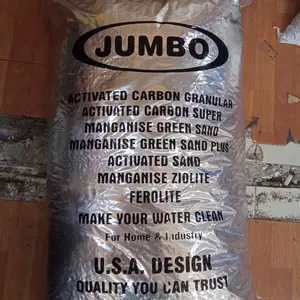 JUMBO
ACTIVATED CARBON GRANULAR
ACTIVATED CARBON SUPER
MANGANISE GREEN SAND
MANGANISE GREEN SAND PLUS
ACTIVATED SAND
MANGANISE ZIOLITE
FEROLITE
MAKE YOUR WATER CLEAN
For Home & Industry
U.S.A. DESIGN
QUALITY YOU CAN TRUST